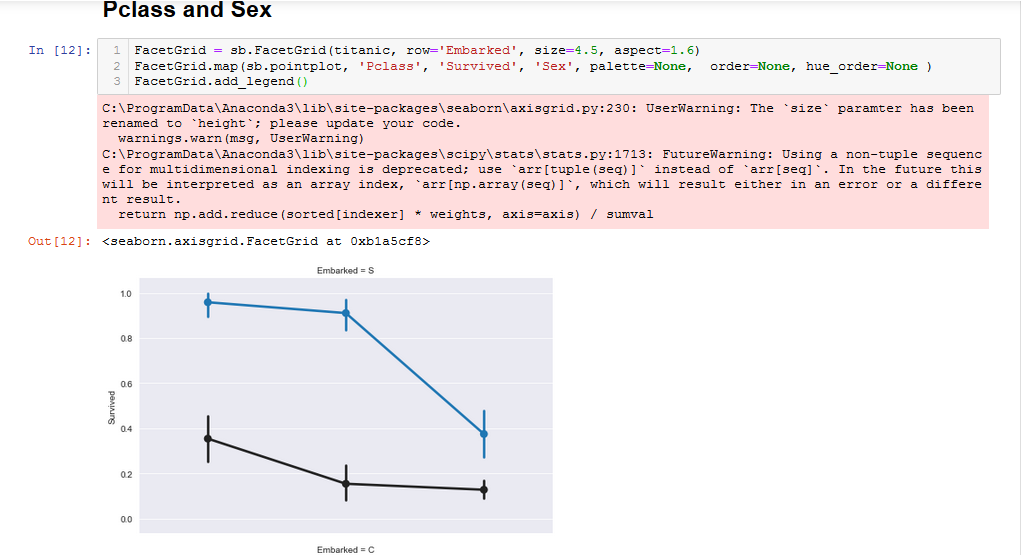 Pclass and Sex
In [12]:
1 FacetGrid = sb.FacetGrid(titanic, row='Embarked', size=4.5, aspect=1.6)
2 FacetGrid.map(sb.pointplot, 'Pclass', 'Survived', 'Sex', palette=None,  order=None, hue_order=None )
3 FacetGrid.add_legend()
C:\ProgramData\Anaconda3\lib\site-packages\seaborn\axisgrid.py:230: UserWarning: The `size` paramter has been
renamed to `height`; please update your code.
  warnings.warn(msg, UserWarning)
C:\ProgramData\Anaconda3\lib\site-packages\scipy\stats\stats.py:1713: FutureWarning: Using a non-tuple sequenc
e for multidimensional indexing is deprecated; use `arr[tuple(seq)]` instead of `arr[seq]`. In the future this
will be interpreted as an array index, `arr[np.array(seq)]`, which will result either in an error or a differe
nt result.
  return np.add.reduce(sorted[indexer] * weights, axis=axis) / sumval
Out[12]: <seaborn.axisgrid.FacetGrid at 0xb1a5cf8>
Embarked = S
1.0
0.8
0.6
Survived
0.4
0.2
0.0
Embarked = C